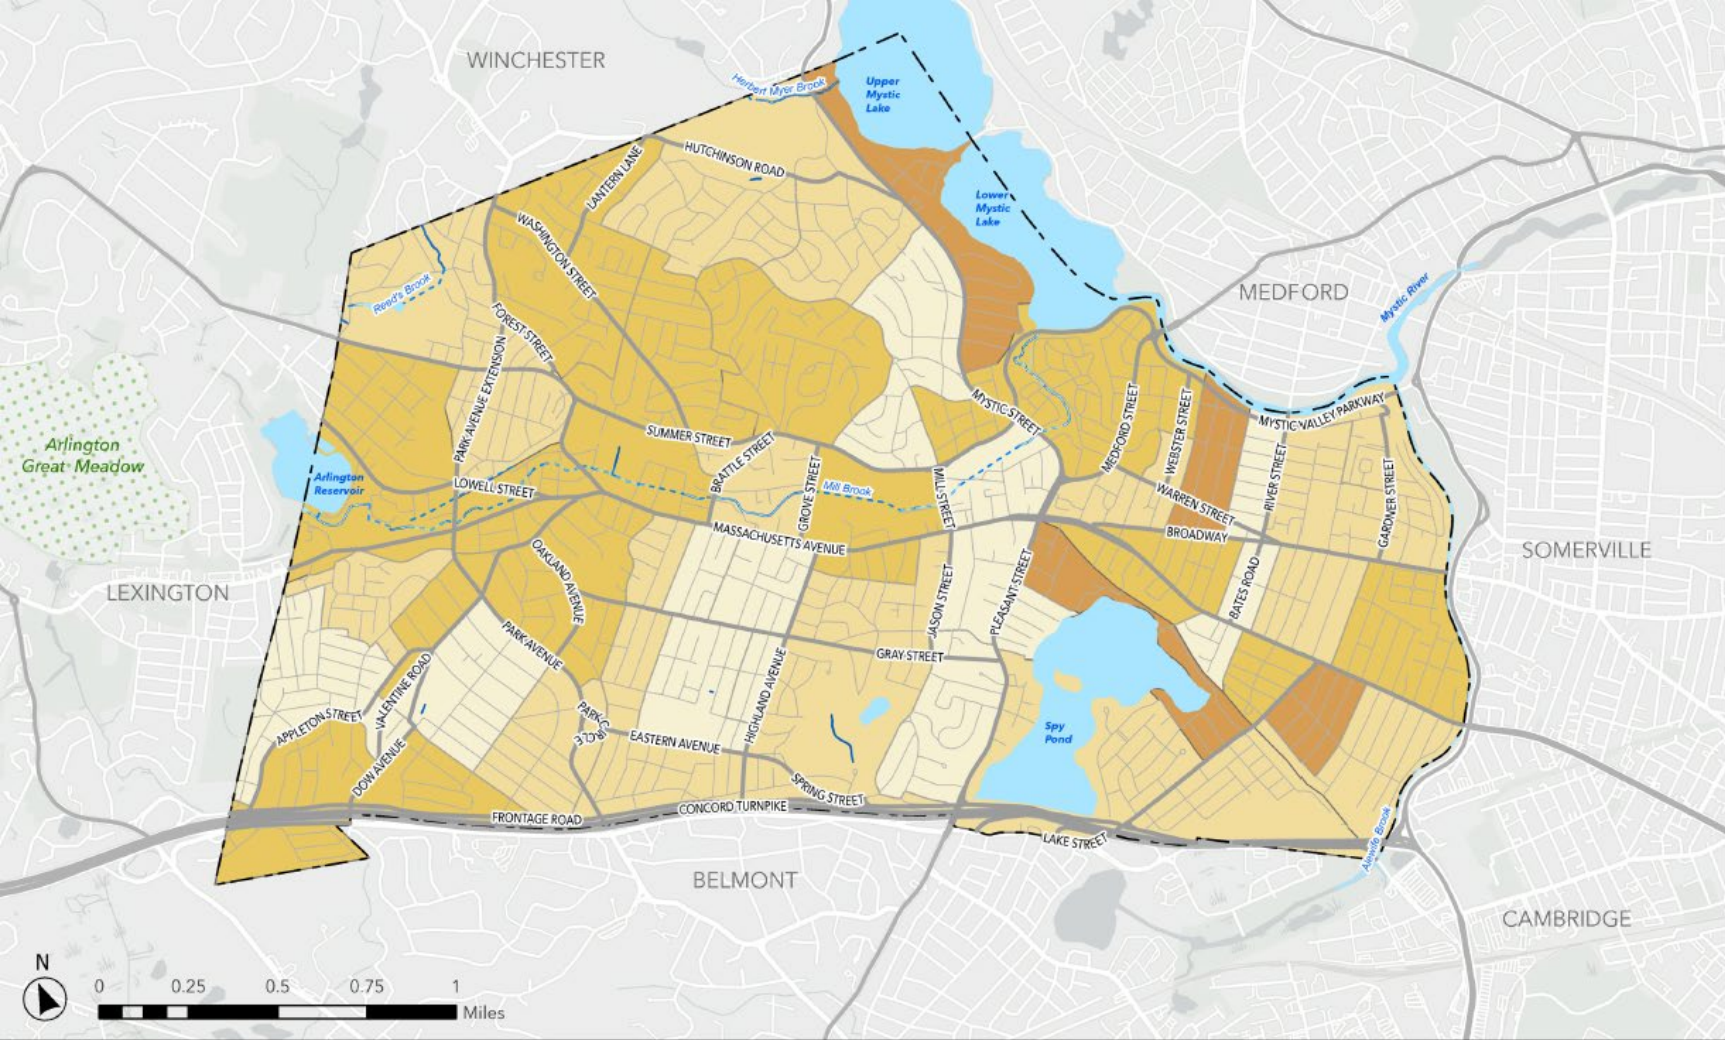 WINCHESTER
Herbert Myer Brook
Upper
Mystic
Lake
HUTCHINSON ROAD
LANTERN LANE
Lower
Mystic
Lake
WASHINGTON STREET
Reed's Brook
MEDFORD
Mystic River
FOREST STREET
PARK AVENUE EXTENSION
MYSTIC STREET
MEDFORD STREET
WEBSTER STREET
MYSTIC VALLEY PARKWAY
Arlington
Great Meadow
SUMMER STREET
BRATTLE STREET
GROVE STREET
Mill Brook
MILL STREET
RIVER STREET
GARDNER STREET
Arlington
Reservoir
LOWELL STREET
WARREN STREET
BROADWAY
MASSACHUSETTS AVENUE
SOMERVILLE
LEXINGTON
OAKLAND AVENUE
JASON STREET
PLEASANT STREET
BATES ROAD
PARK AVENUE
GRAY STREET
VALENTINE ROAD
HIGHLAND AVENUE
APPLETON STREET
PARK CIRCLE
EASTERN AVENUE
Spy
Pond
DOW AVENUE
SPRING STREET
CONCORD TURNPIKE
FRONTAGE ROAD
LAKE STREET
Alewife Brook
BELMONT
CAMBRIDGE
N
0 0.25 0.5 0.75 1
Miles